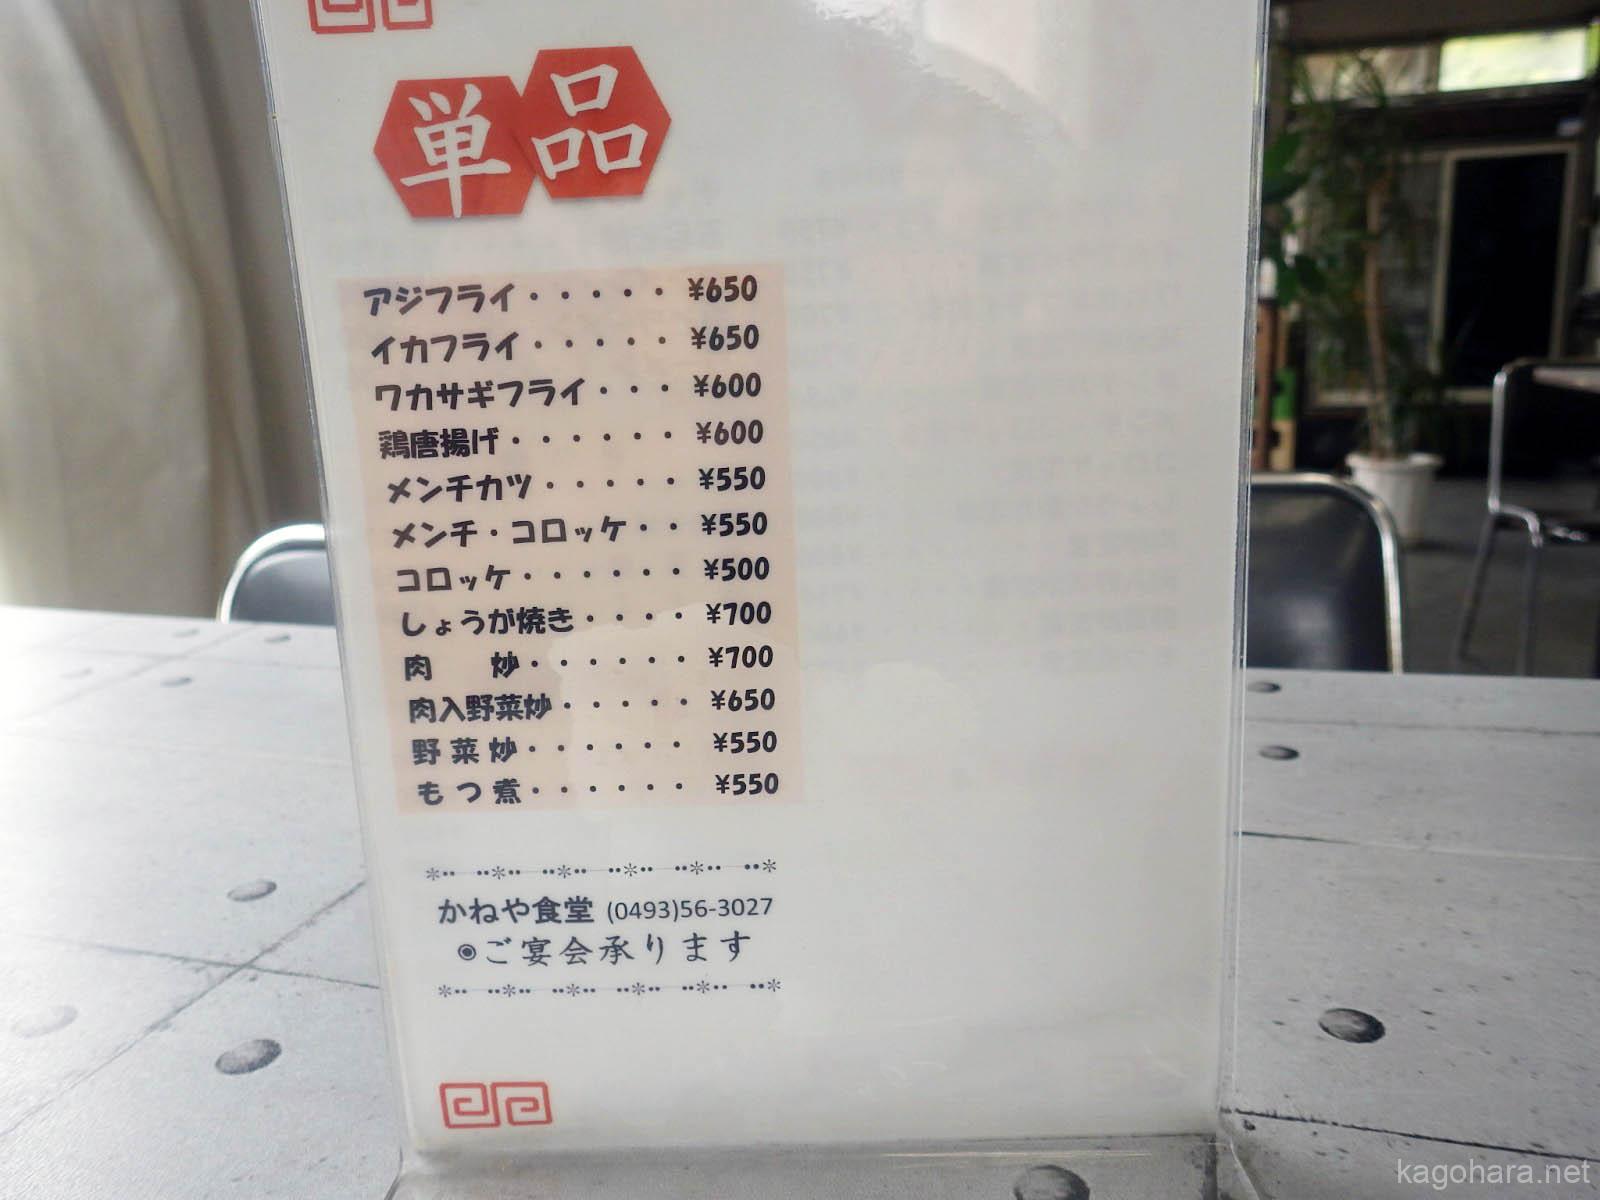 単品
アジフライ・・・・・¥650
イカフライ・・・・・¥650
ワカサギフライ・・・¥600
鶏唐揚げ・・・・・・¥600
メンチカツ・・・・・¥550
メンチ・コロッケ・・¥550
コロッケ・・・・・・¥500
しょうが焼き・・・・¥700
肉　　炒・・・・・・¥700
肉入野菜炒・・・・・¥650
野菜炒・・・・・・¥550
もつ煮・・・・・・¥550
かねや食堂 (0493)56-3027
◉ご宴会承ります
kagohara.net